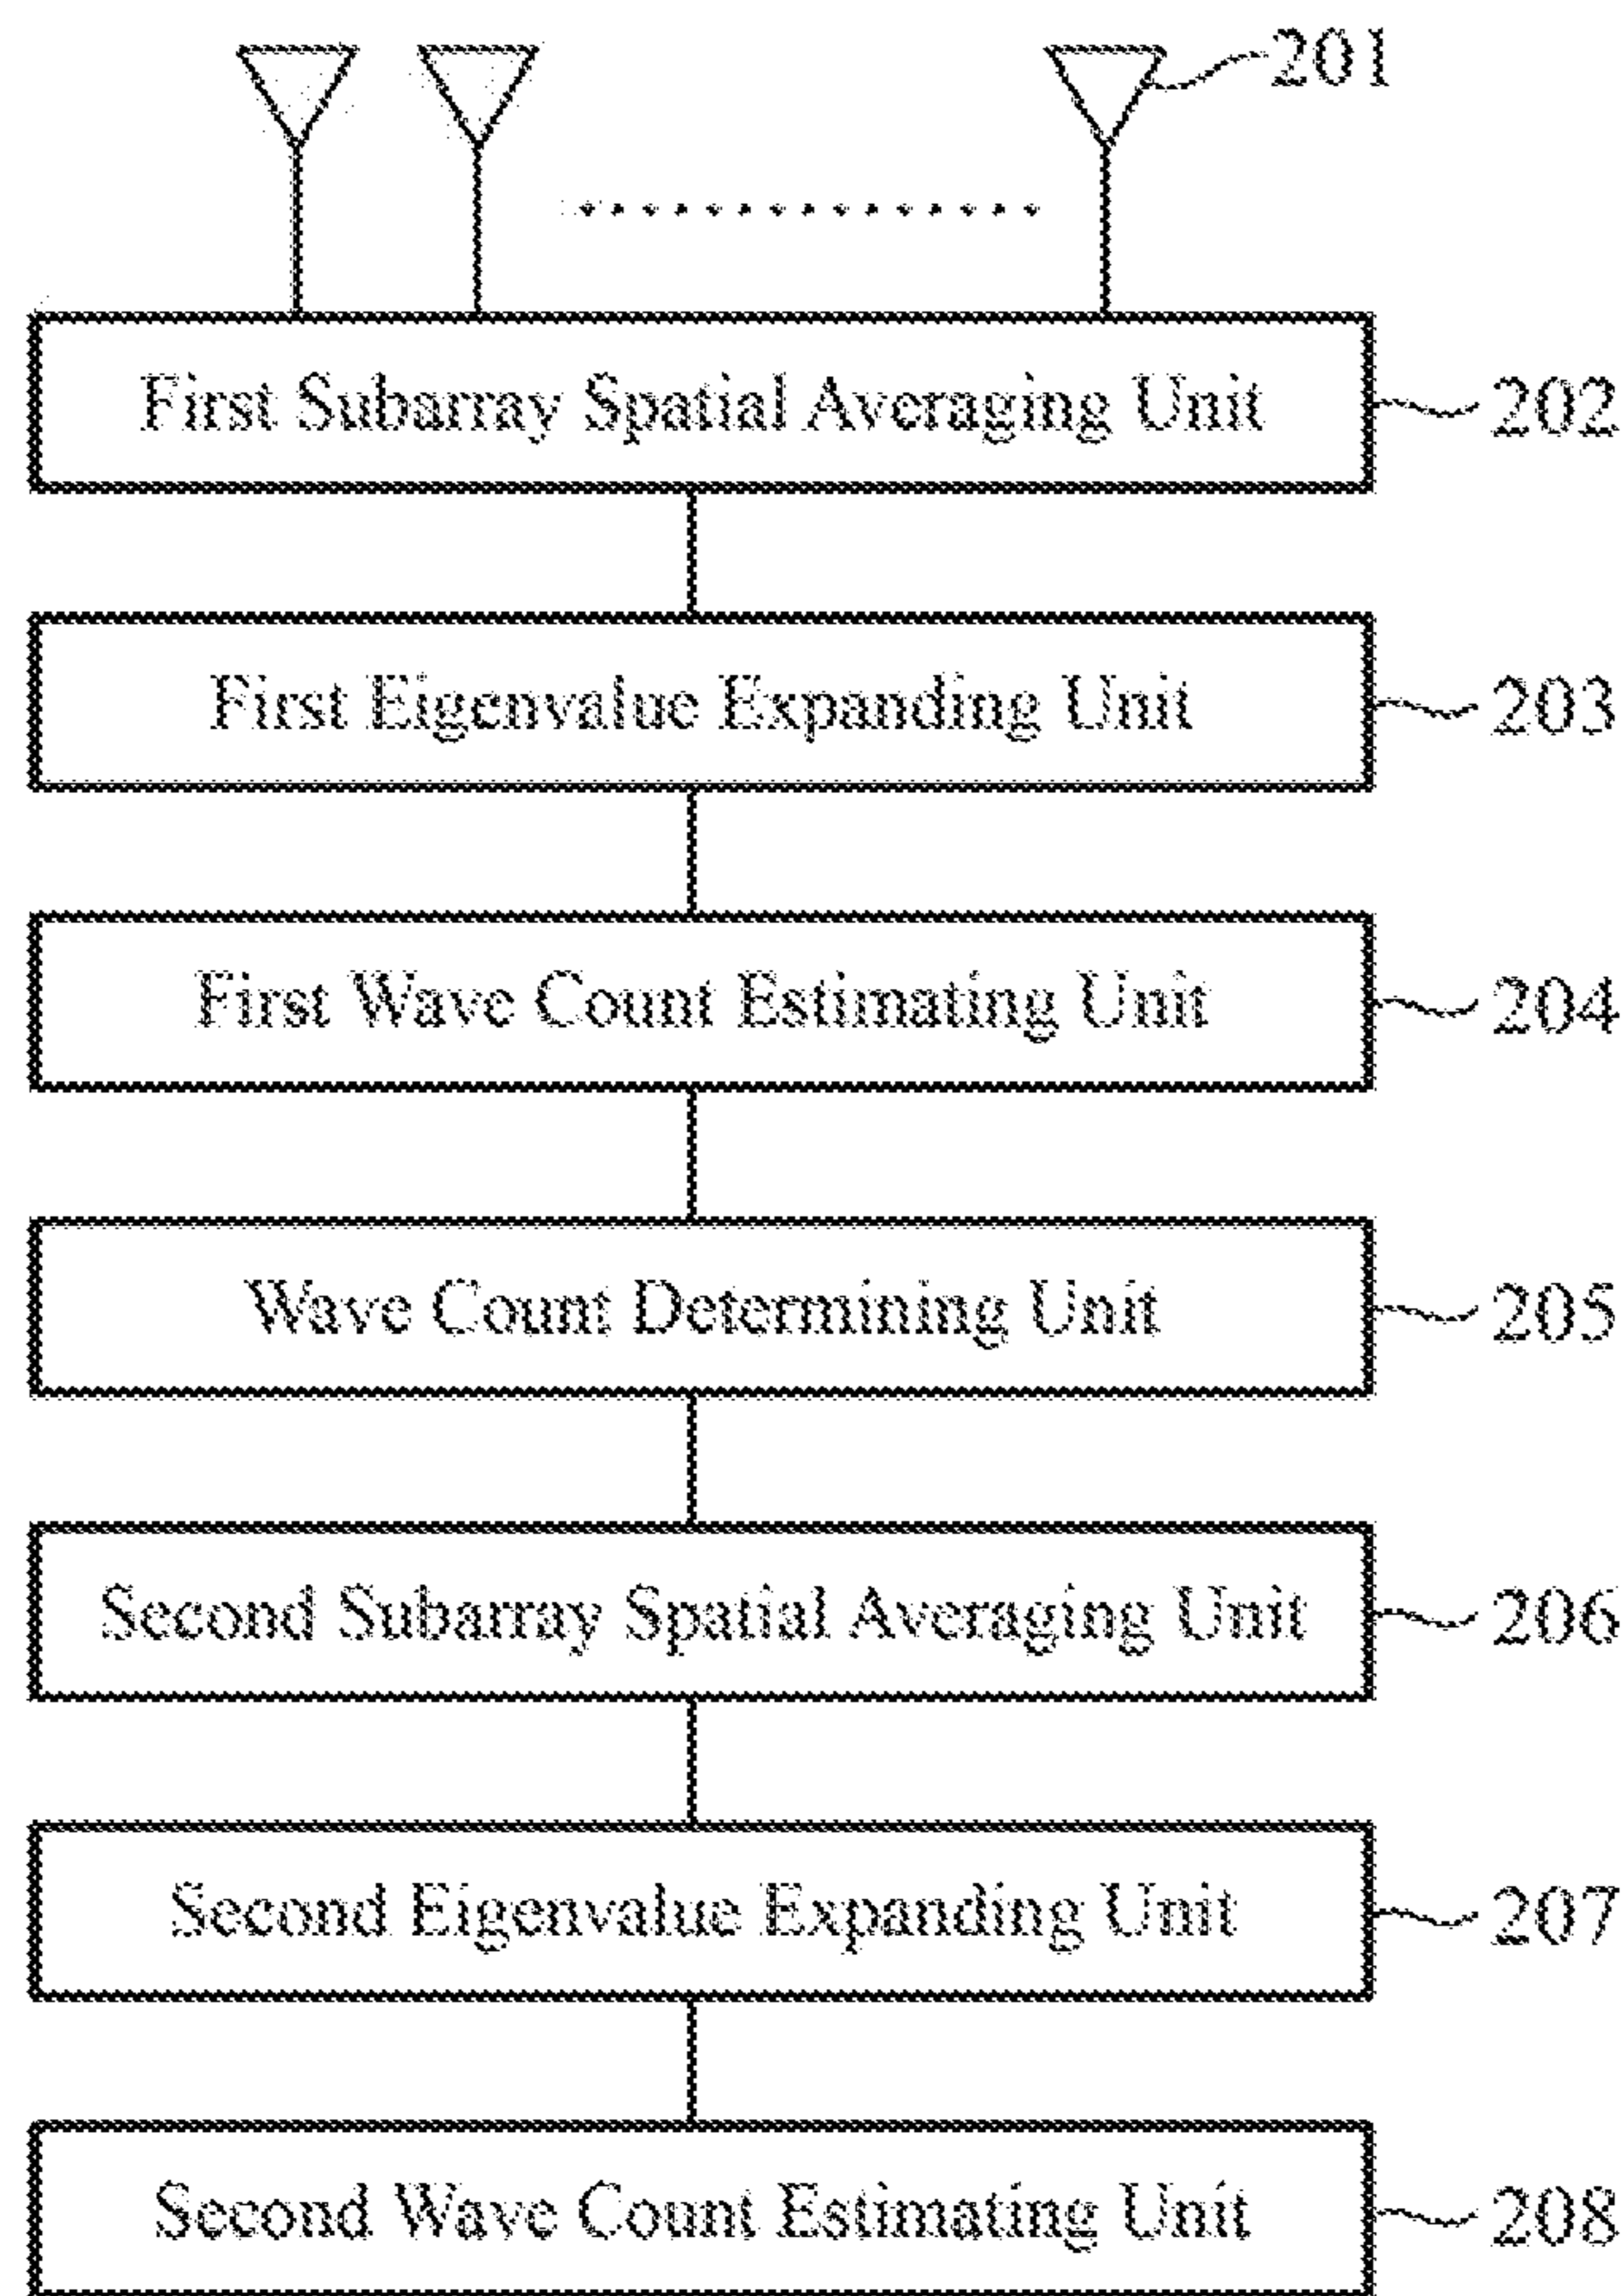 201
First Subarray Spatial Averaging Unit 202
First Eigenvalue Expanding Unit 203
First Wave Count Estimating Unit 204
Wave Count Determining Unit 205
Second Subarray Spatial Averaging Unit 206
Second Eigenvalue Expanding Unit 207
Second Wave Count Estimating Unit 208